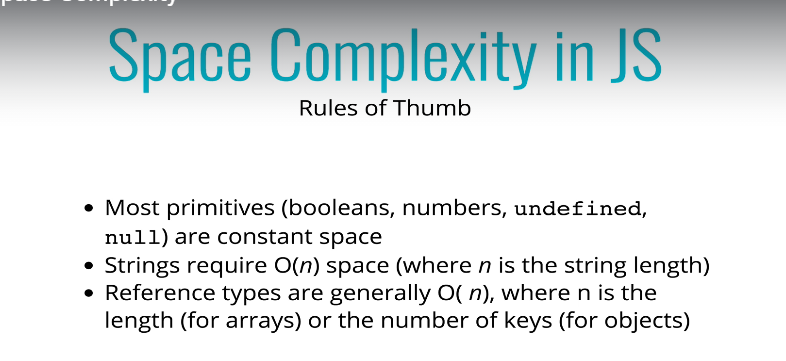 Space Complexity
Space Complexity in JS
Rules of Thumb
• Most primitives (booleans, numbers, undefined,
null) are constant space
• Strings require O(n) space (where n is the string length)
• Reference types are generally O( n), where n is the
length (for arrays) or the number of keys (for objects)